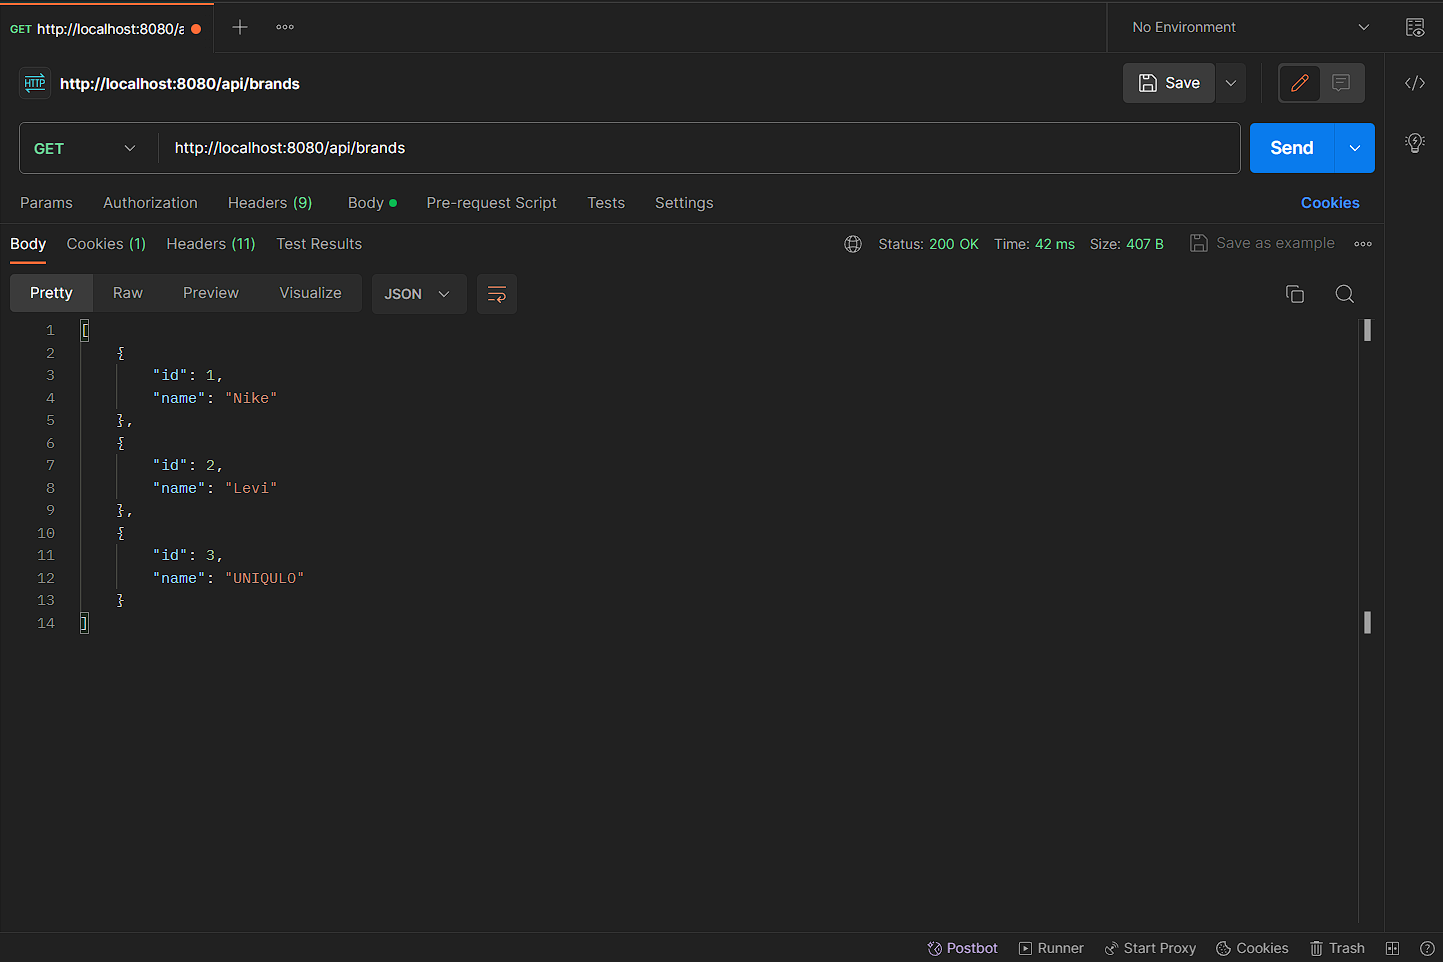 GET http://localhost:8080/a
No Environment
HTTP http://localhost:8080/api/brands
Save
GET http://localhost:8080/api/brands
Send
Params Authorization Headers (9) Body Pre-request Script Tests Settings Cookies
Body Cookies (1) Headers (11) Test Results Status: 200 OK Time: 42 ms Size: 407 B Save as example
Pretty Raw Preview Visualize JSON
1 [
2 {
3 "id": 1,
4 "name": "Nike"
5 },
6 {
7 "id": 2,
8 "name": "Levi"
9 },
10 {
11 "id": 3,
12 "name": "UNIQULO"
13 }
14 ]
Postbot Runner Start Proxy Cookies Trash